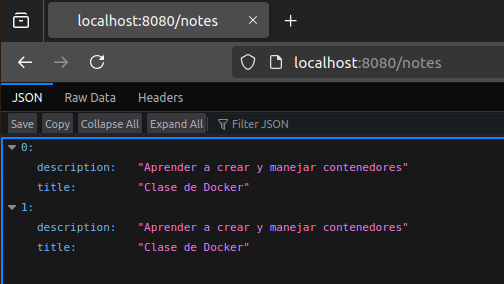 localhost:8080/notes
localhost:8080/notes
JSON Raw Data Headers
Save Copy Collapse All Expand All Filter JSON
0:
description: "Aprender a crear y manejar contenedores"
title: "Clase de Docker"
1:
description: "Aprender a crear y manejar contenedores"
title: "Clase de Docker"